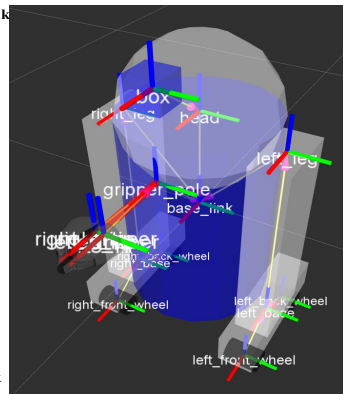 k
box
right_leg
head
left_leg
gripper_pole
base_link
right_back_wheel
right_base
right_front_wheel
left_back_wheel
left_base
left_front_wheel